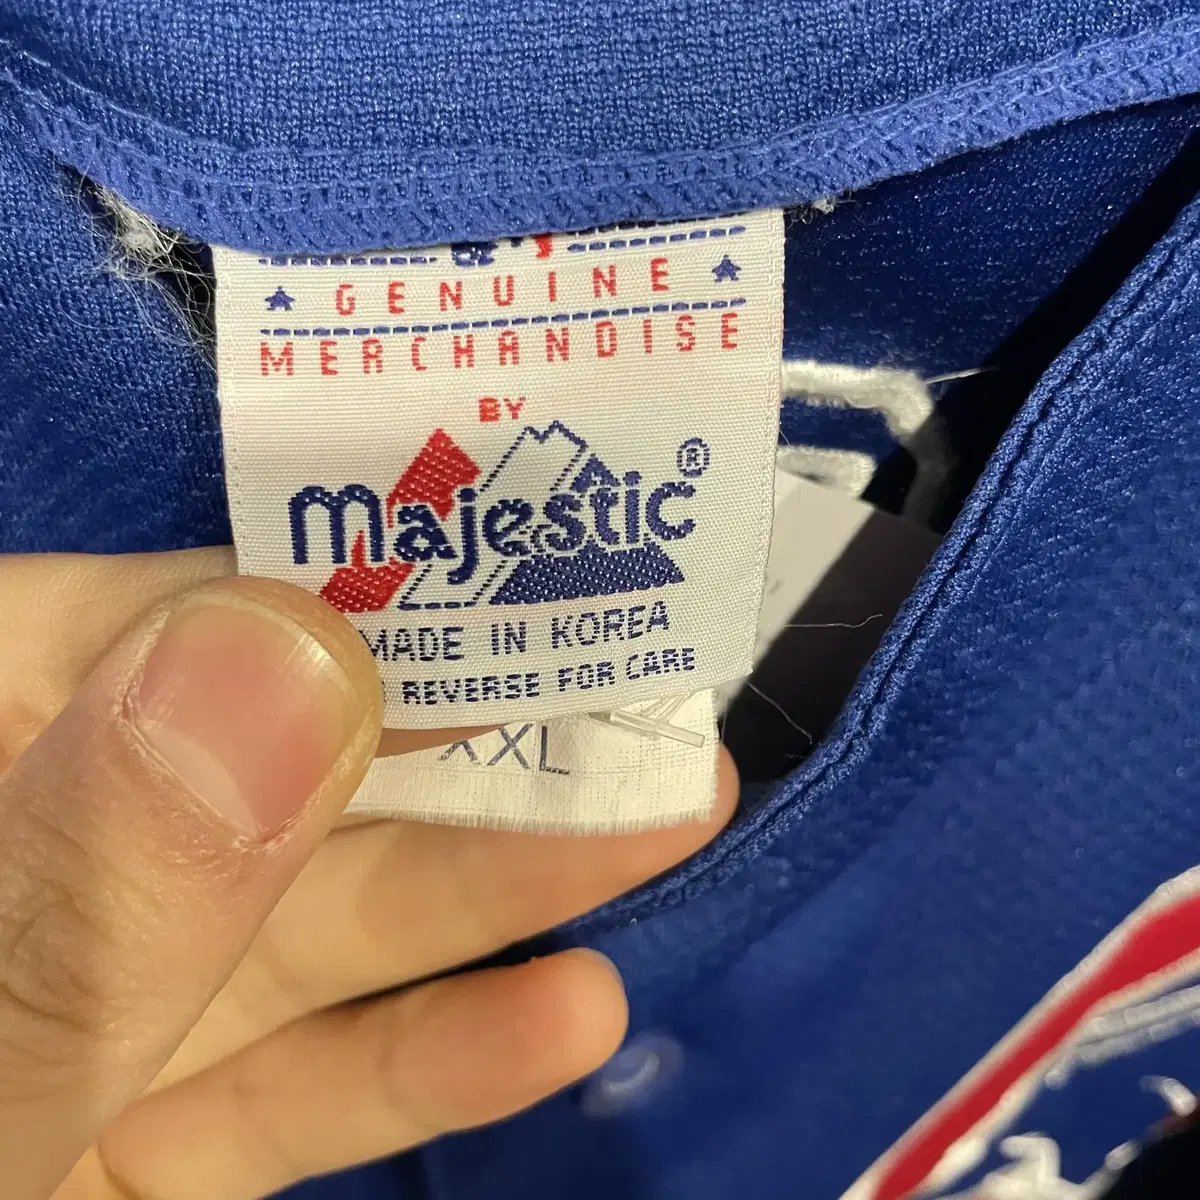 GENUINE
MERCHANDISE
BY
majestic®
MADE IN KOREA
REVERSE FOR CARE
XXL